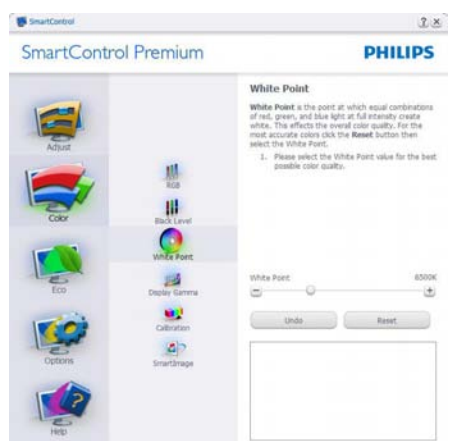 SmartControl
SmartControl Premium
PHILIPS
Adjust
Color
Eco
Options
Help
RGB
Black Level
White Point
Display Gamma
Calibration
SmartImage
White Point
White Point is the point at which equal combinations
of red, green, and blue light at full intensity create
white. This effects the overall color quality. For the
most accurate colors click the Reset button then
select the White Point.
1. Please select the White Point value for the best
possible color quality.
White Point 6500K
Undo Reset